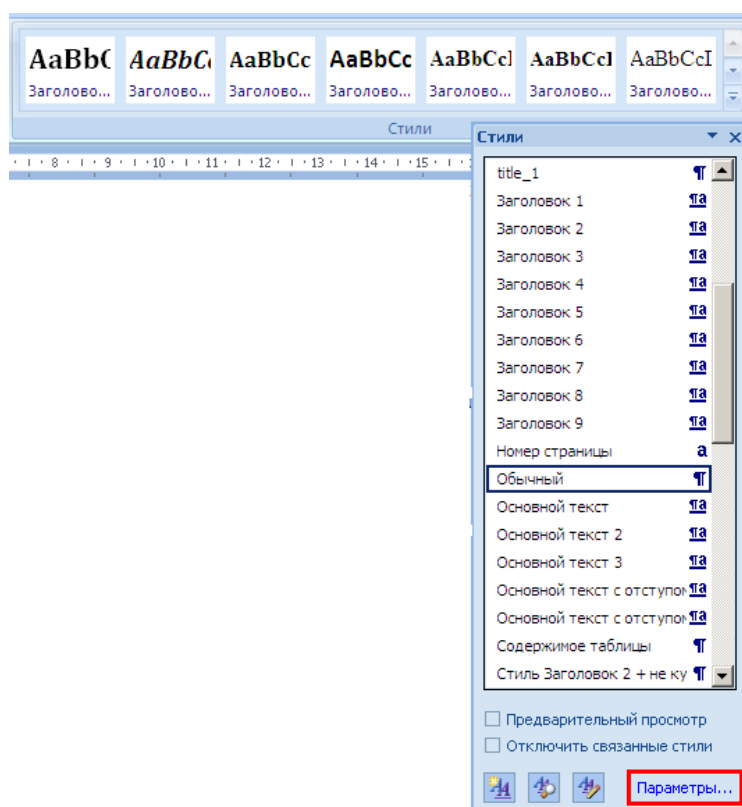 AaBbC AaBbC AaBbCc AaBbCc AaBbCcI AaBbCcI AaBbCcI
Заголово... Заголово... Заголово... Заголово... Заголово... Заголово... Заголово...
Стили
Стили
8 9 10 11 12 13 14 15
title_1 ¶
Заголовок 1 ¶a
Заголовок 2 ¶a
Заголовок 3 ¶a
Заголовок 4 ¶a
Заголовок 5 ¶a
Заголовок 6 ¶a
Заголовок 7 ¶a
Заголовок 8 ¶a
Заголовок 9 ¶a
Номер страницы a
Обычный ¶
Основной текст ¶a
Основной текст 2 ¶a
Основной текст 3 ¶a
Основной текст с отступом ¶a
Основной текст с отступом ¶a
Содержимое таблицы ¶
Стиль Заголовок 2 + не ку ¶
Предварительный просмотр
Отключить связанные стили
Параметры...